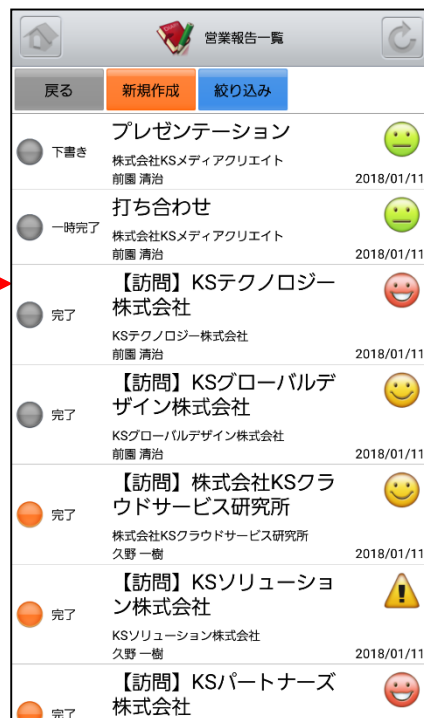 営業報告一覧
戻る 新規作成 絞り込み
プレゼンテーション
下書き
株式会社KSメディアクリエイト
前園 清治 2018/01/11
打ち合わせ
一時完了
株式会社KSメディアクリエイト
前園 清治 2018/01/11
【訪問】KSテクノロジー
株式会社
完了
KSテクノロジー株式会社
前園 清治 2018/01/11
【訪問】KSグローバルデ
ザイン株式会社
完了
KSグローバルデザイン株式会社
前園 清治 2018/01/11
【訪問】株式会社KSクラ
ウドサービス研究所
完了
株式会社KSクラウドサービス研究所
久野 一樹 2018/01/11
【訪問】KSソリューショ
ン株式会社
完了
KSソリューション株式会社
久野 一樹 2018/01/11
【訪問】KSパートナーズ
株式会社
完了